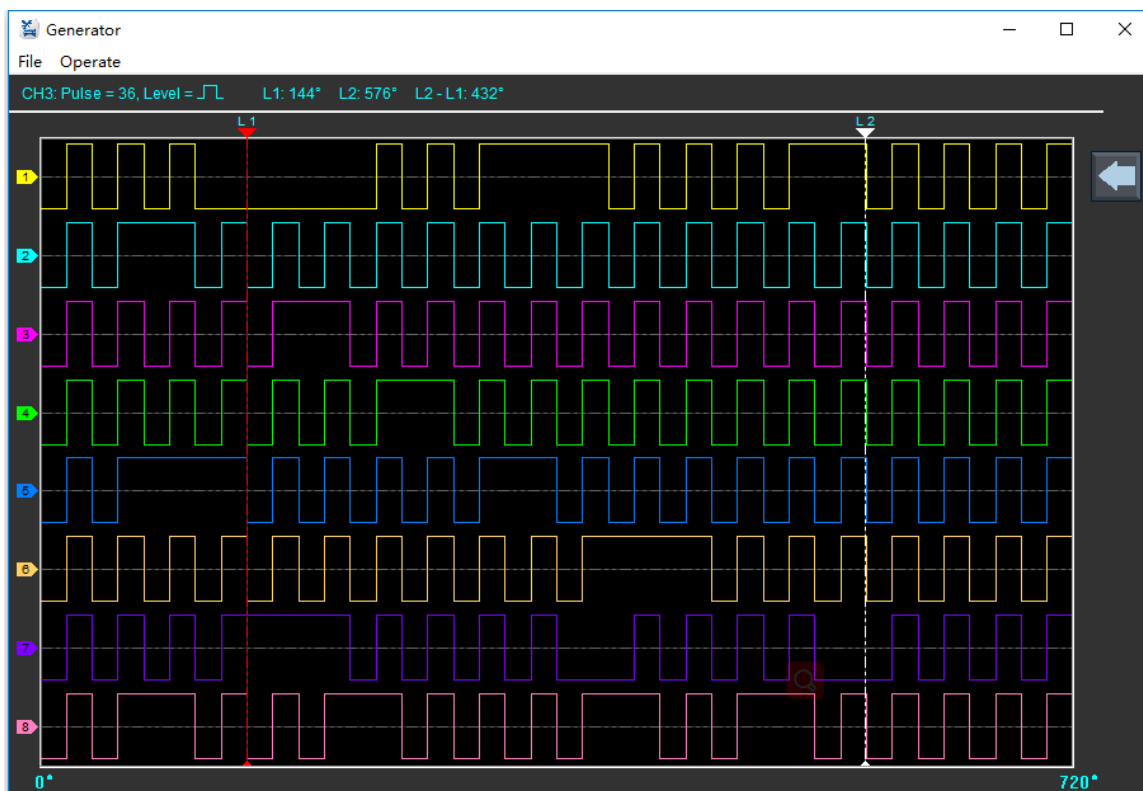 Generator
File Operate
CH3: Pulse = 36, Level = L1: 144° L2: 576° L2 - L1: 432°
L 1 L 2
1
2
3
4
5
6
7
8
0° 720°